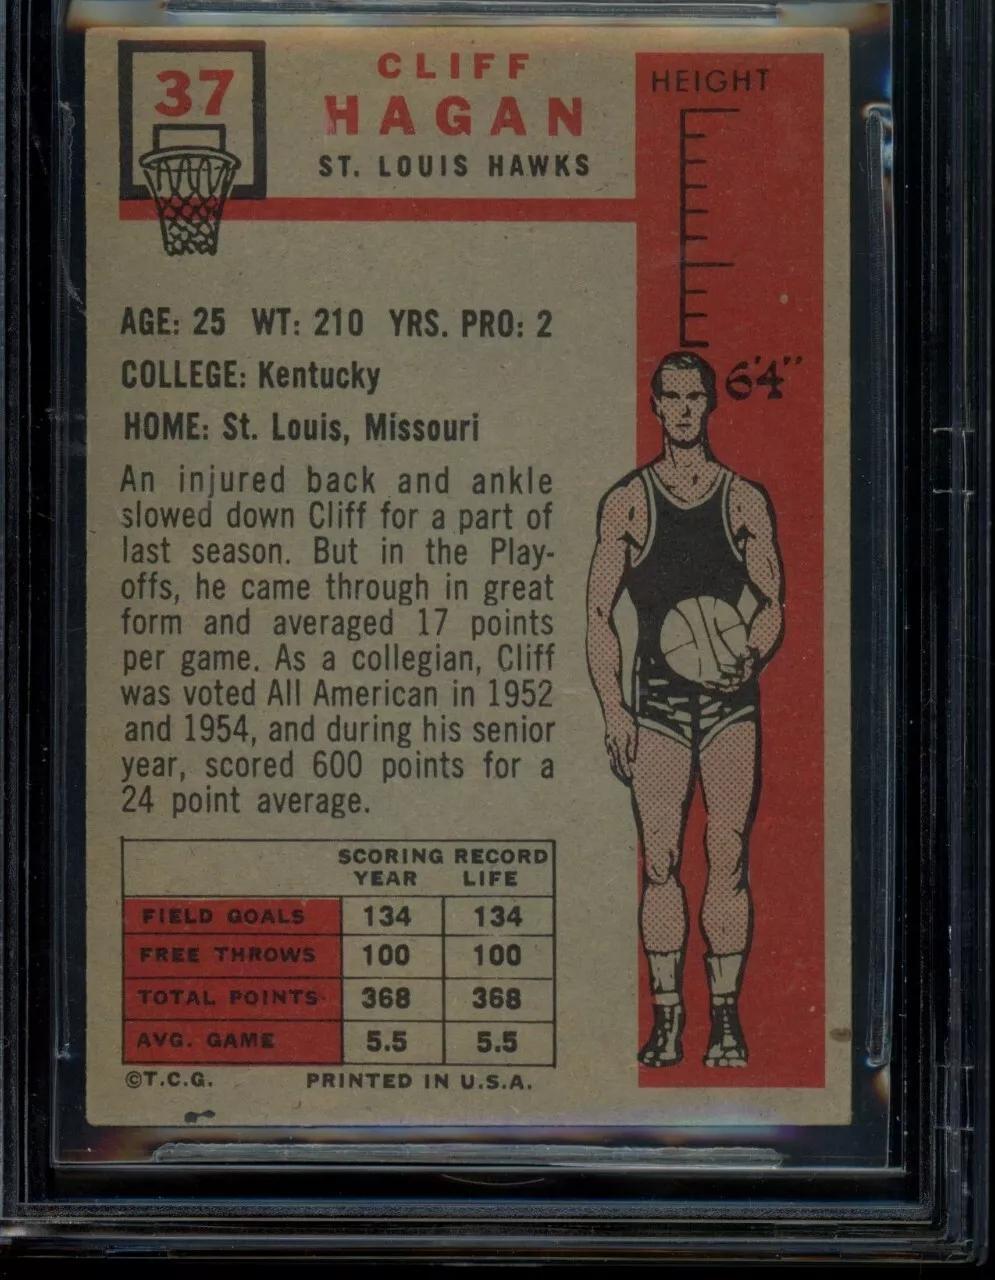 37
CLIFF
HAGAN
ST. LOUIS HAWKS
HEIGHT
6'4"
AGE: 25 WT: 210 YRS. PRO: 2
COLLEGE: Kentucky
HOME: St. Louis, Missouri
An injured back and ankle
slowed down Cliff for a part of
last season. But in the Play-
offs, he came through in great
form and averaged 17 points
per game. As a collegian, Cliff
was voted All American in 1952
and 1954, and during his senior
year, scored 600 points for a
24 point average.
SCORING RECORD
YEAR LIFE
FIELD GOALS 134 134
FREE THROWS 100 100
TOTAL POINTS 368 368
AVG. GAME 5.5 5.5
©T.C.G. PRINTED IN U.S.A.